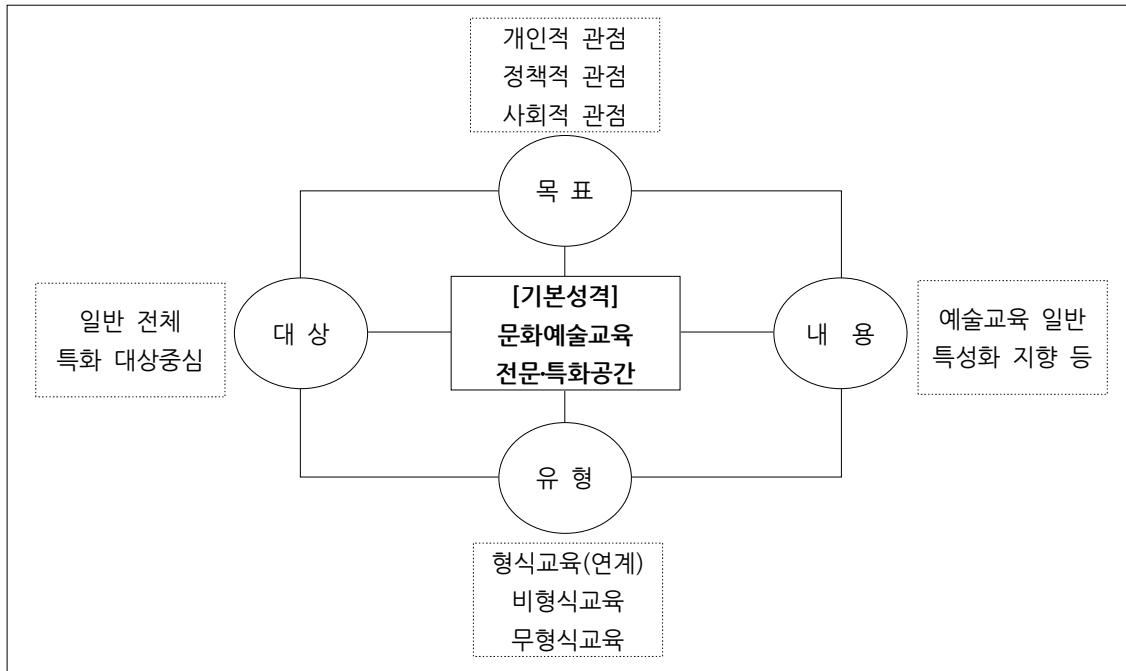 개인적 관점
정책적 관점
사회적 관점
목 표
일반 전체
특화 대상중심
대 상
[기본성격]
문화예술교육
전문·특화공간
내 용
예술교육 일반
특성화 지향 등
유 형
형식교육(연계)
비형식교육
무형식교육